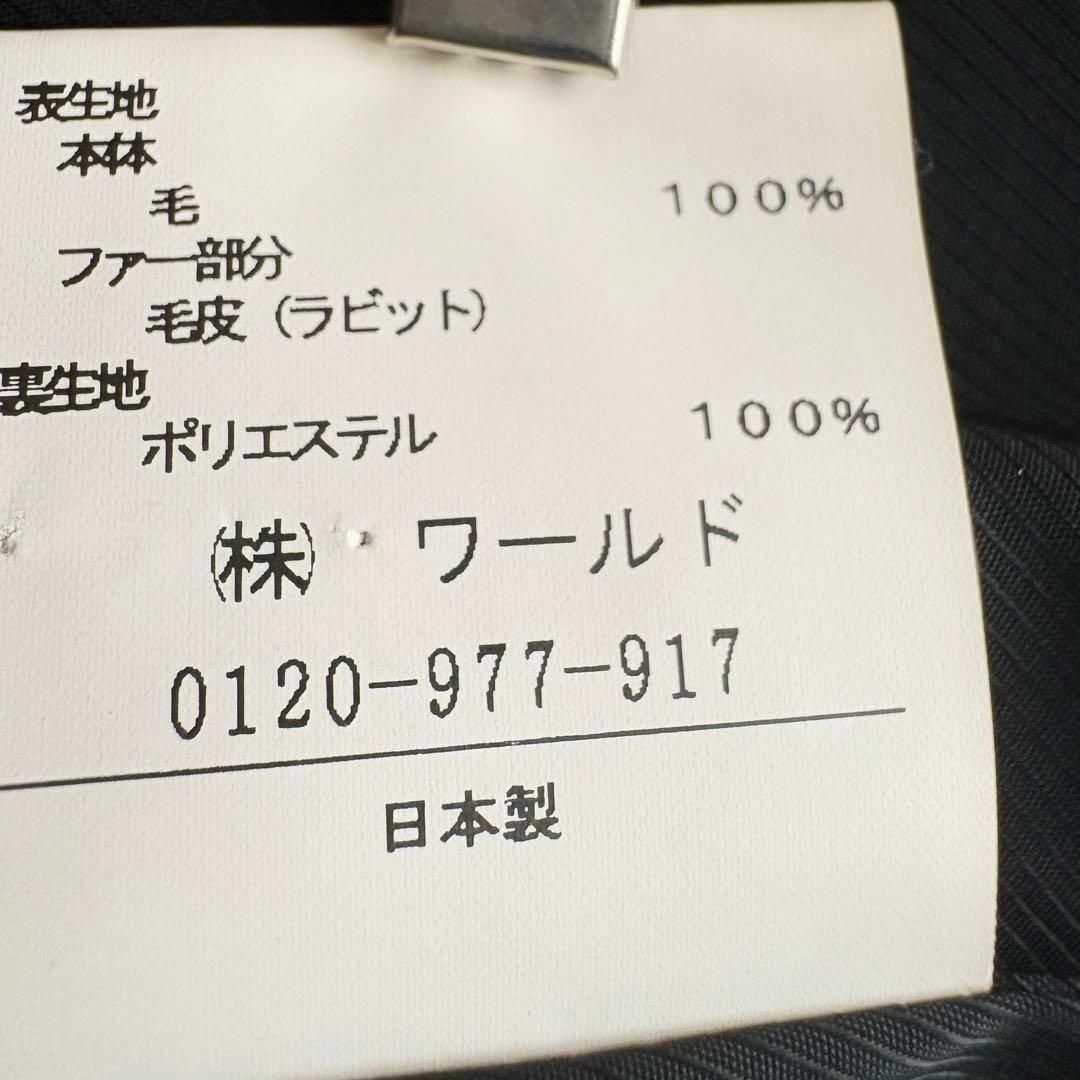 表生地
本体
毛 100%
ファー部分
毛皮(ラビット)
裏生地
ポリエステル 100%
㈱ ワールド
0120-977-917
日本製